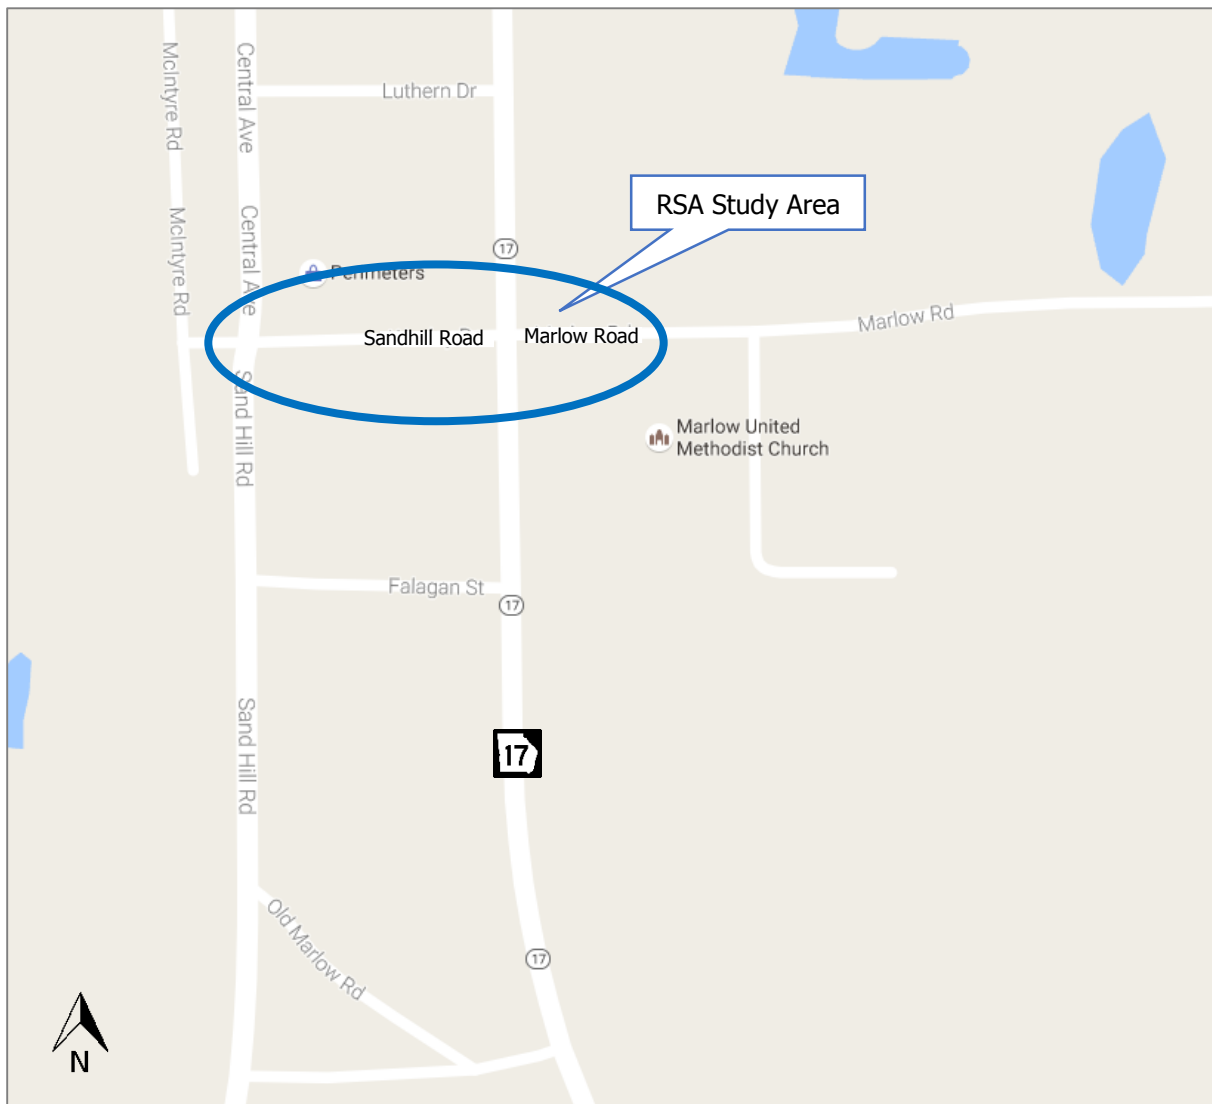 McIntyre Rd
Central Ave
Luthern Dr
McIntyre Rd
Central Ave
17
RSA Study Area
Perimeters
Sandhill Road
Marlow Road
Marlow Rd
Sand Hill Rd
Marlow United
Methodist Church
Falagan St
17
Sand Hill Rd
17
Old Marlow Rd
17
N